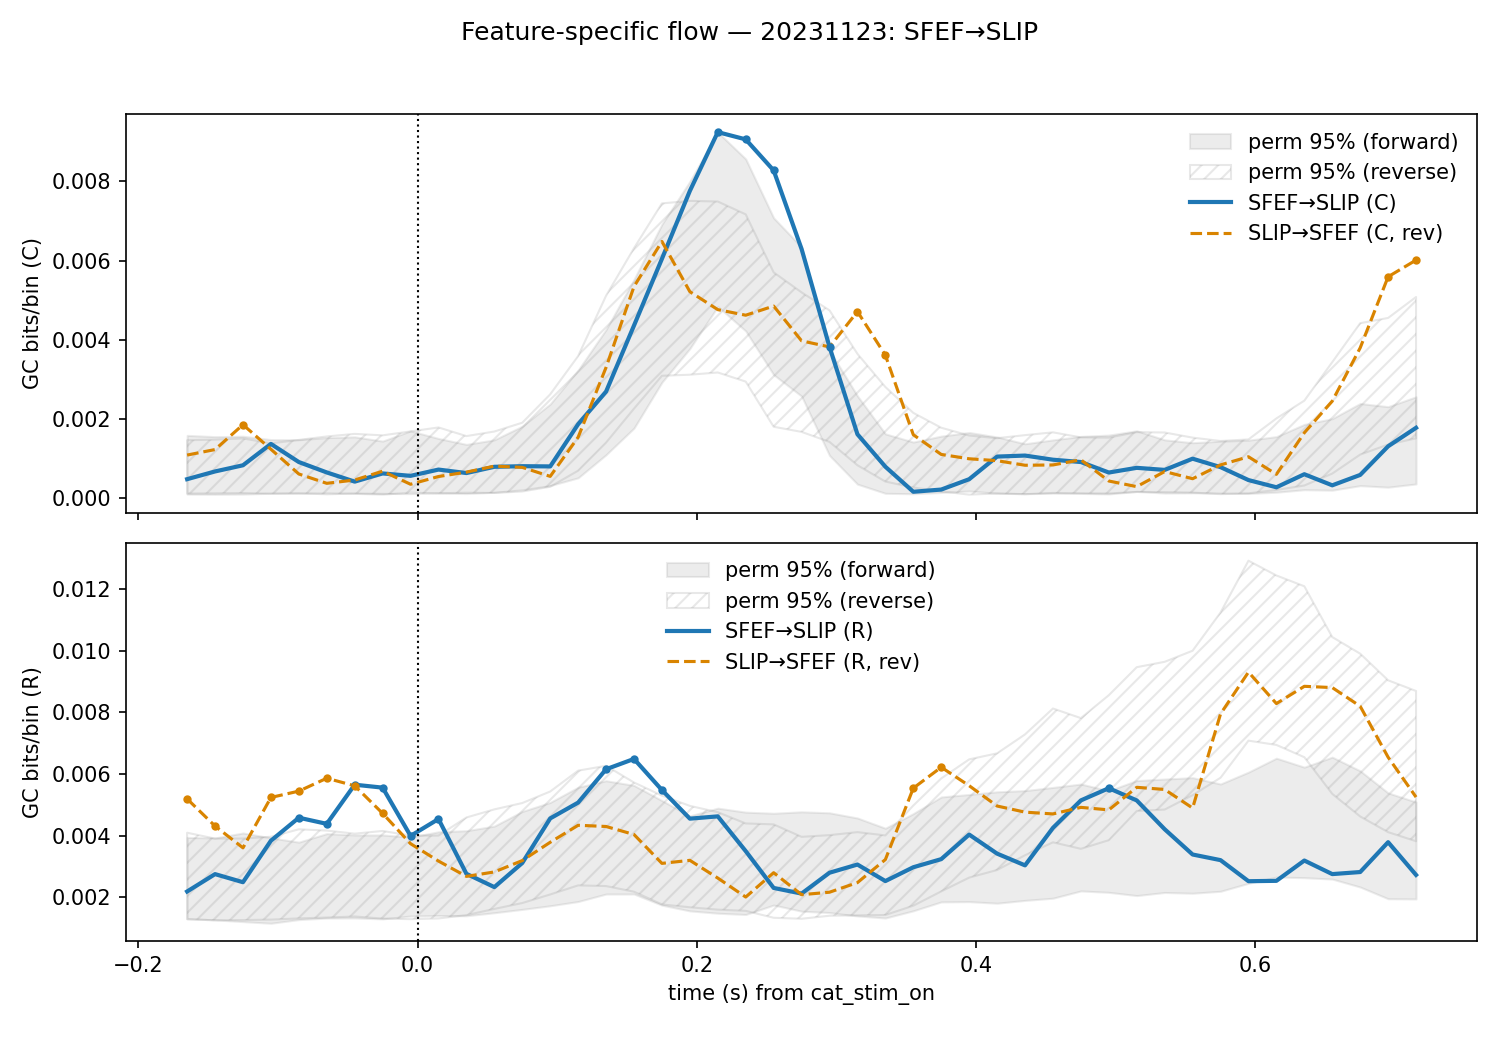 Feature-specific flow — 20231123: SFEF→SLIP
GC bits/bin (C)
0.008
0.006
0.004
0.002
0.000
perm 95% (forward)
perm 95% (reverse)
SFEF→SLIP (C)
SLIP→SFEF (C, rev)
GC bits/bin (R)
0.012
0.010
0.008
0.006
0.004
0.002
perm 95% (forward)
perm 95% (reverse)
SFEF→SLIP (R)
SLIP→SFEF (R, rev)
−0.2 0.0 0.2 0.4 0.6
time (s) from cat_stim_on